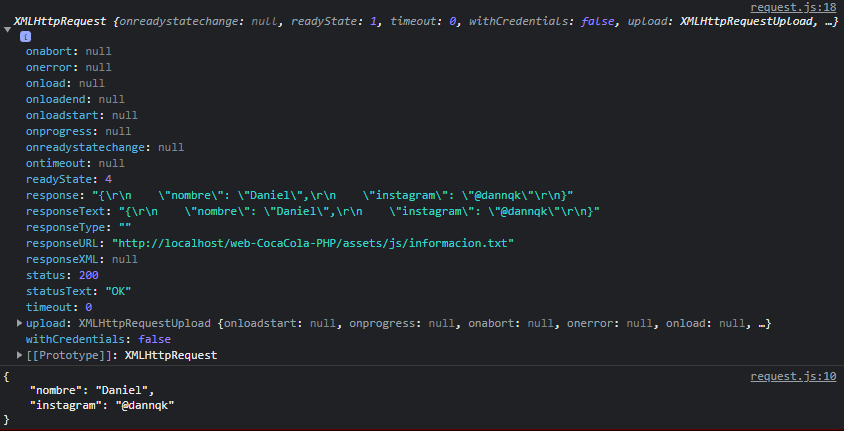 request.js:18
XMLHttpRequest {onreadystatechange: null, readyState: 1, timeout: 0, withCredentials: false, upload: XMLHttpRequestUpload, …}
i
onabort: null
onerror: null
onload: null
onloadend: null
onloadstart: null
onprogress: null
onreadystatechange: null
ontimeout: null
readyState: 4
response: "{\r\n    \"nombre\": \"Daniel\",\r\n    \"instagram\": \"@dannqk\"\r\n}"
responseText: "{\r\n    \"nombre\": \"Daniel\",\r\n    \"instagram\": \"@dannqk\"\r\n}"
responseType: ""
responseURL: "http://localhost/web-CocaCola-PHP/assets/js/informacion.txt"
responseXML: null
status: 200
statusText: "OK"
timeout: 0
upload: XMLHttpRequestUpload {onloadstart: null, onprogress: null, onabort: null, onerror: null, onload: null, …}
withCredentials: false
[[Prototype]]: XMLHttpRequest
{ request.js:10
    "nombre": "Daniel",
    "instagram": "@dannqk"
}